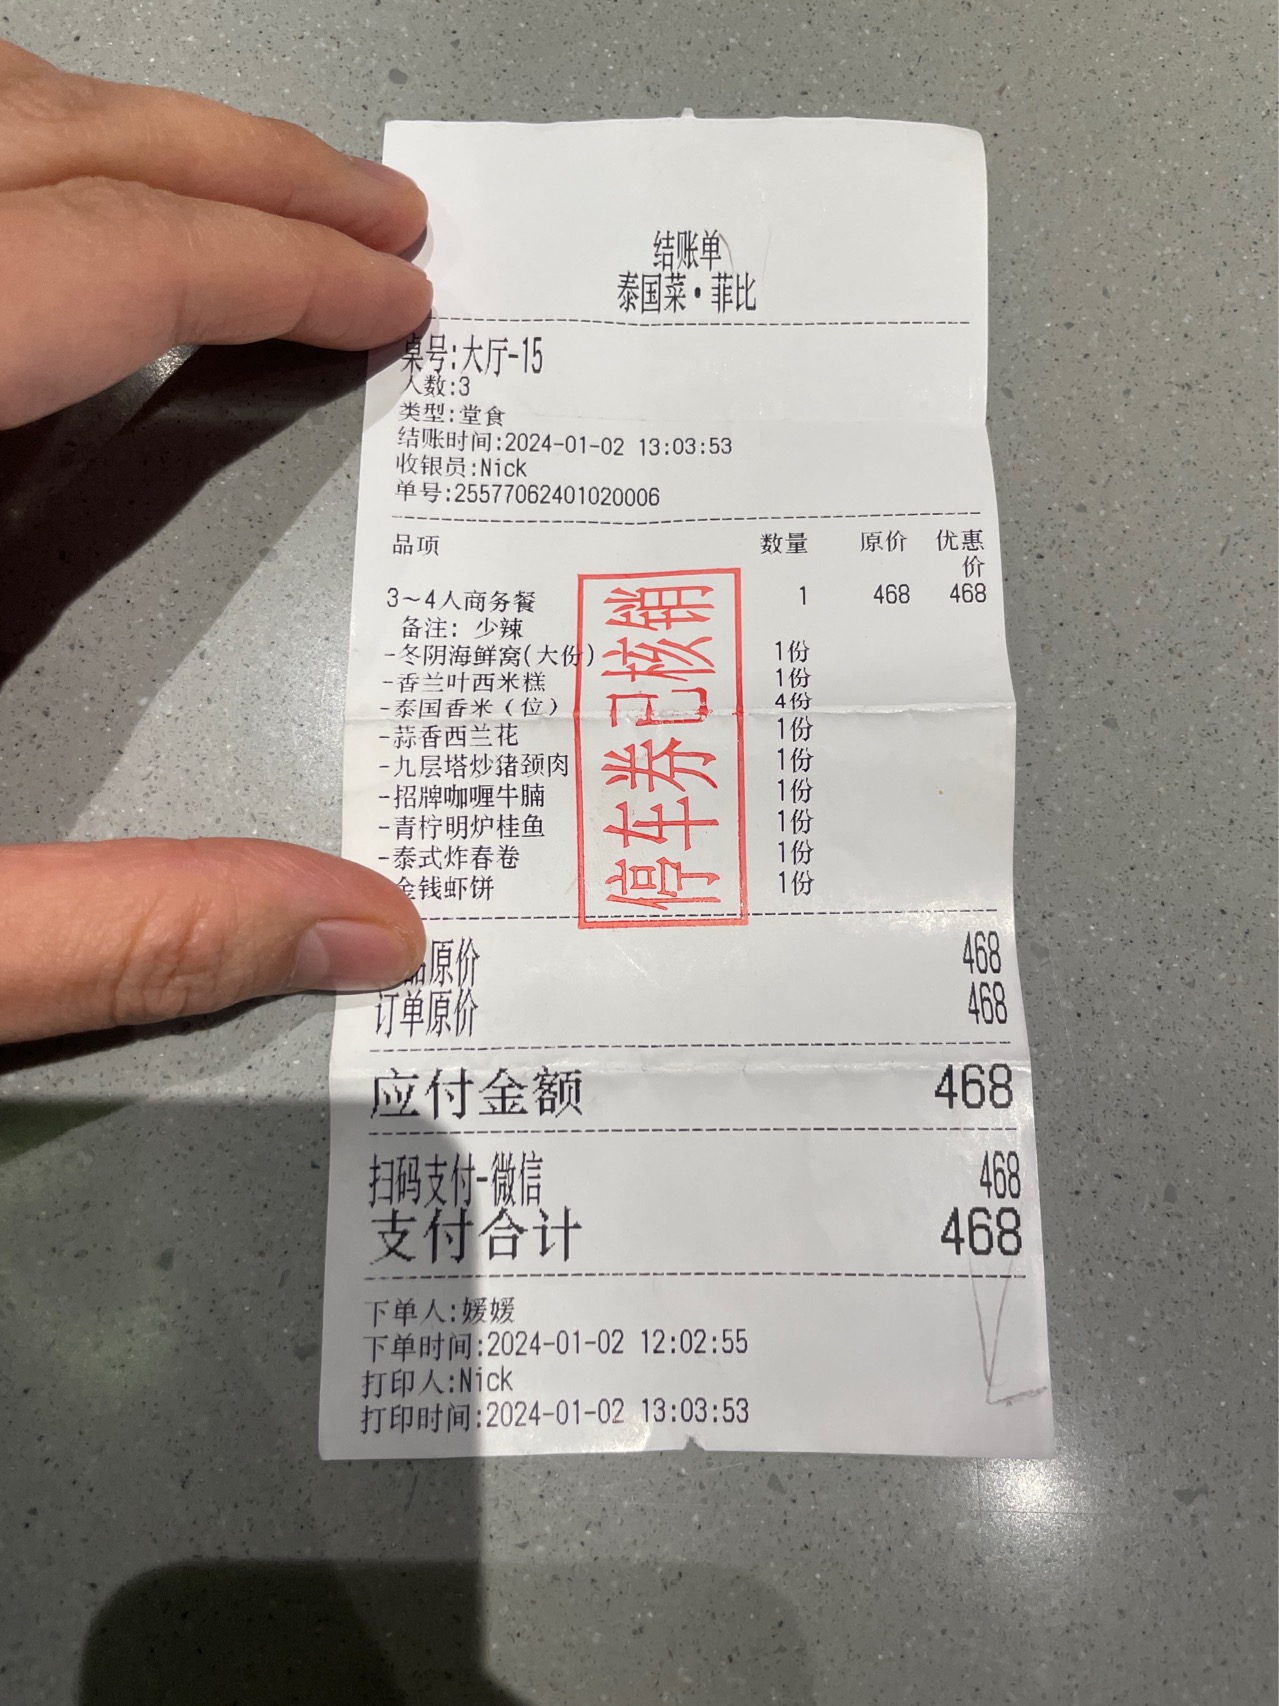 结账单
泰国菜·菲比
桌号:大厅-15
人数:3
类型:堂食
结账时间:2024-01-02 13:03:53
收银员:Nick
单号:25577062401020006
品项 数量 原价 优惠价
3~4人商务餐 1 468 468
备注: 少辣
-冬阴海鲜窝(大份) 1份
-香兰叶西米糕 1份
-泰国香米(位) 4份
-蒜香西兰花 1份
-九层塔炒猪颈肉 1份
-招牌咖喱牛腩 1份
-青柠明炉桂鱼 1份
-泰式炸春卷 1份
金钱虾饼 1份
停车券已核销
品原价 468
订单原价 468
应付金额 468
扫码支付-微信 468
支付合计 468
下单人:媛媛
下单时间:2024-01-02 12:02:55
打印人:Nick
打印时间:2024-01-02 13:03:53